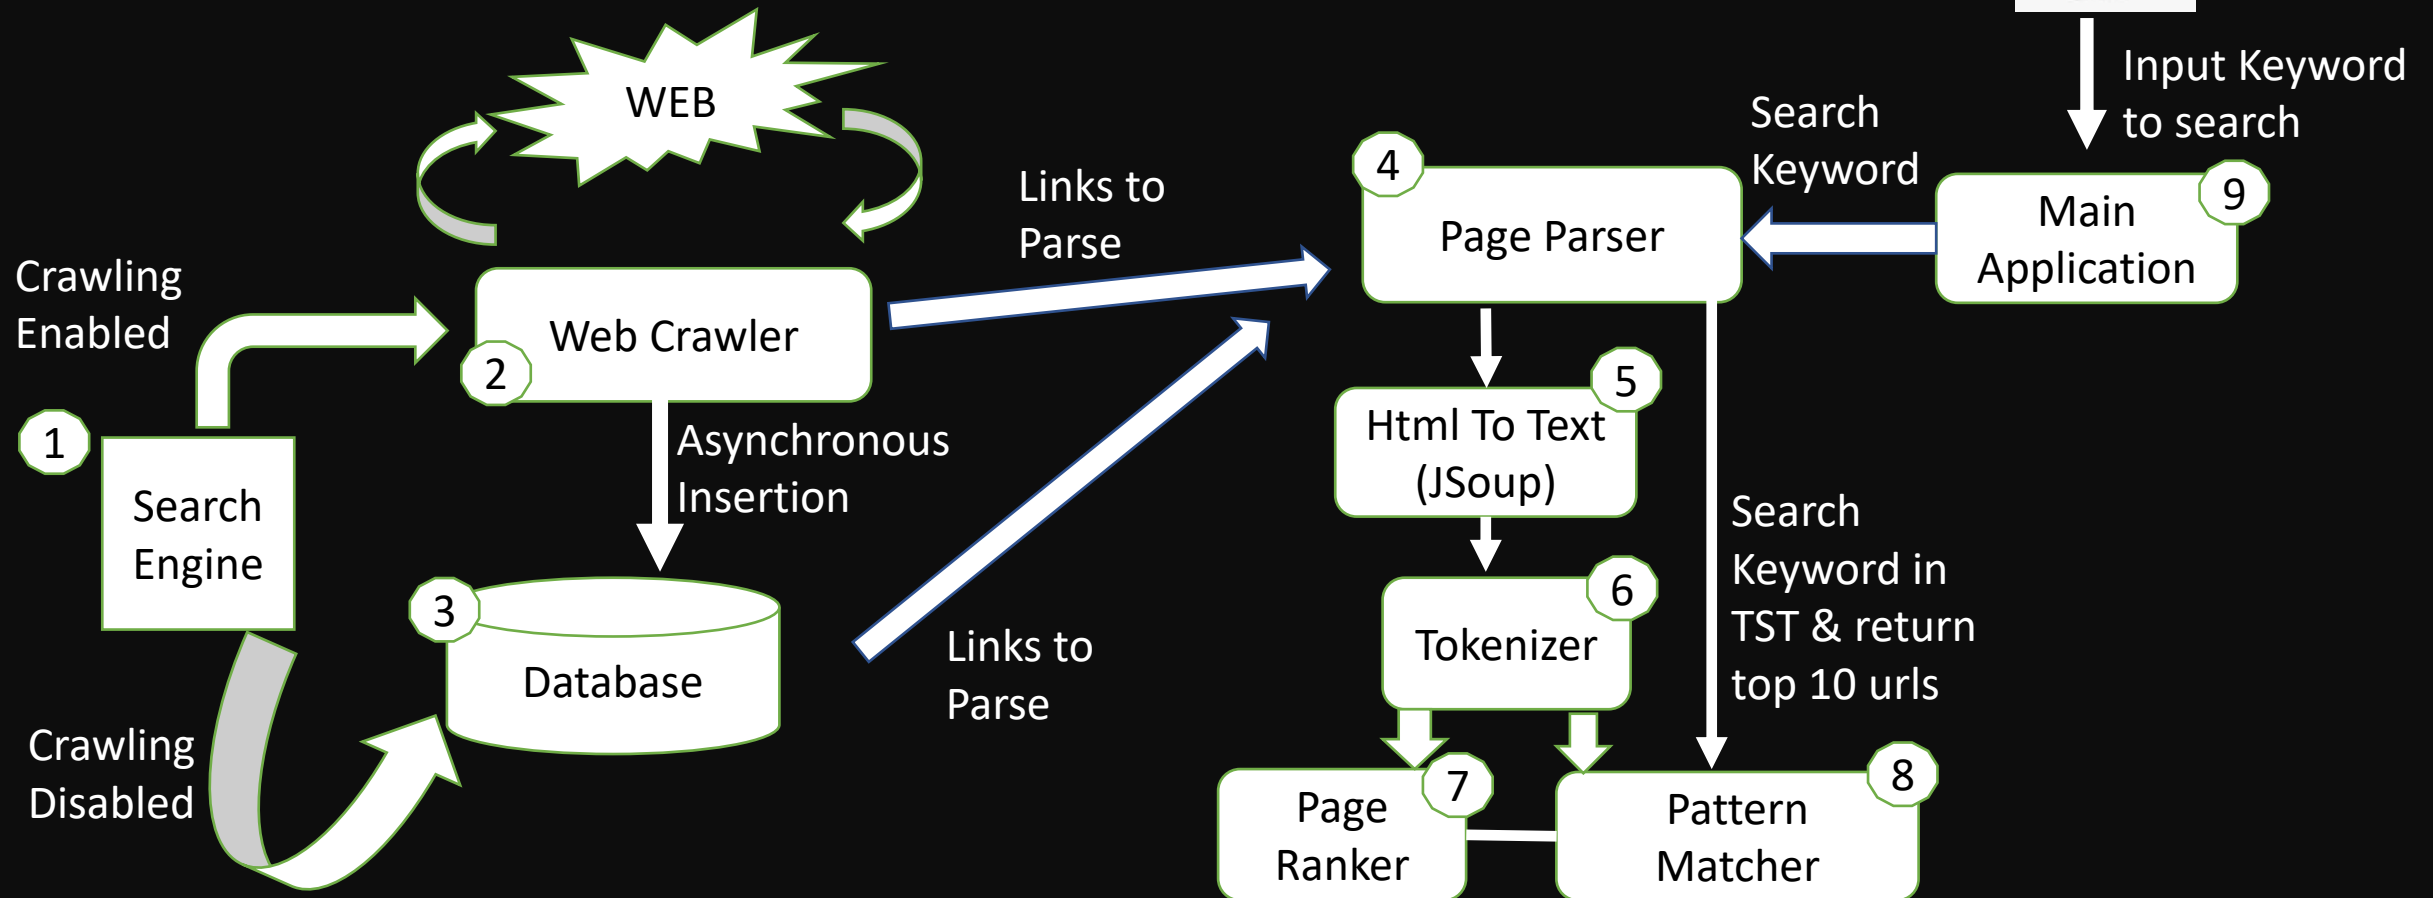 WEB
Input Keyword
to search
Search
Keyword
4
Page Parser
9
Main
Application
Links to
Parse
Crawling
Enabled
Web Crawler
2
5
Html To Text
(JSoup)
1
Search
Engine
Asynchronous
Insertion
3
Database
Links to
Parse
6
Tokenizer
Search
Keyword in
TST & return
top 10 urls
Crawling
Disabled
7
Page
Ranker
8
Pattern
Matcher